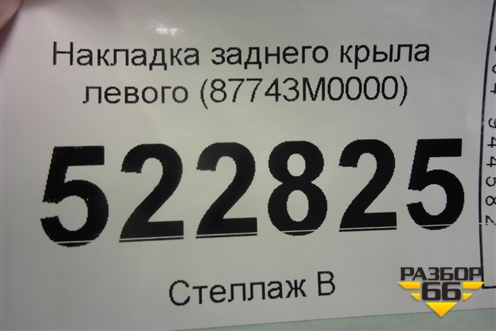 Накладка заднего крыла
левого (87743M0000)
522825
Стеллаж В
РАЗБОР
66